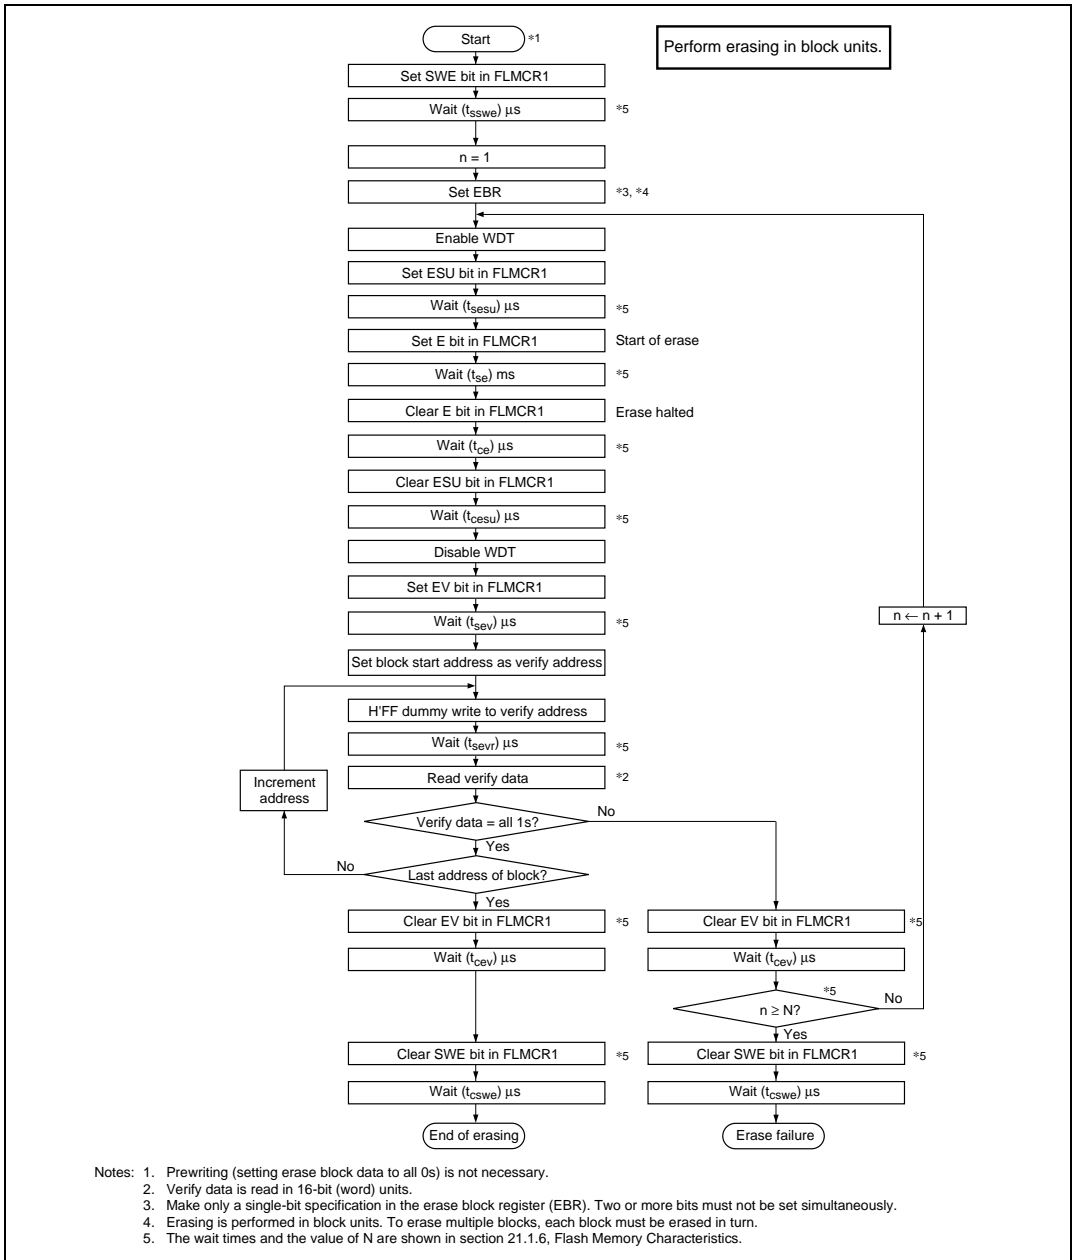 Start *1
Perform erasing in block units.
Set SWE bit in FLMCR1
Wait (tsswe) µs *5
n = 1
Set EBR *3, *4
Enable WDT
Set ESU bit in FLMCR1
Wait (tsesu) µs *5
Set E bit in FLMCR1 Start of erase
Wait (tse) ms *5
Clear E bit in FLMCR1 Erase halted
Wait (tce) µs *5
Clear ESU bit in FLMCR1
Wait (tcesu) µs *5
Disable WDT
Set EV bit in FLMCR1
Wait (tsev) µs *5
n ← n + 1
Set block start address as verify address
H'FF dummy write to verify address
Wait (tsevr) µs *5
Increment
address
Read verify data *2
Verify data = all 1s?
No
Yes
Last address of block?
No
Yes
Clear EV bit in FLMCR1 *5
Clear EV bit in FLMCR1 *5
Wait (tcev) µs
Wait (tcev) µs
n ≥ N? *5
No
Yes
Clear SWE bit in FLMCR1 *5
Clear SWE bit in FLMCR1 *5
Wait (tcswe) µs
Wait (tcswe) µs
End of erasing
Erase failure
Notes: 1. Prewriting (setting erase block data to all 0s) is not necessary.
2. Verify data is read in 16-bit (word) units.
3. Make only a single-bit specification in the erase block register (EBR). Two or more bits must not be set simultaneously.
4. Erasing is performed in block units. To erase multiple blocks, each block must be erased in turn.
5. The wait times and the value of N are shown in section 21.1.6, Flash Memory Characteristics.